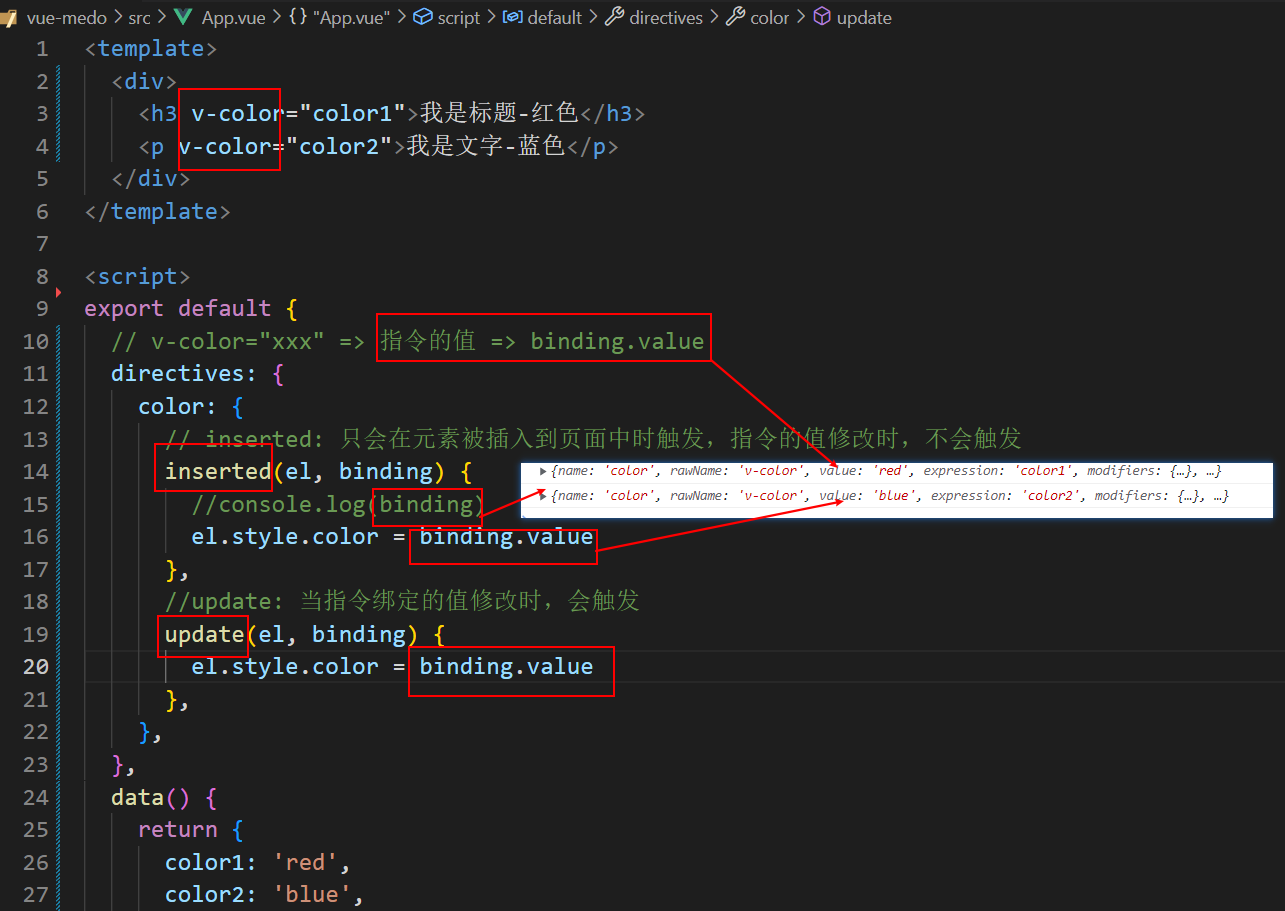 vue-medo > src > App.vue > {} "App.vue" > script > default > directives > color > update
1 <template>
2 <div>
3 <h3 v-color="color1">我是标题-红色</h3>
4 <p v-color="color2">我是文字-蓝色</p>
5 </div>
6 </template>
7
8 <script>
9 export default {
10 // v-color="xxx" => 指令的值 => binding.value
11 directives: {
12 color: {
13 // inserted: 只会在元素被插入到页面中时触发，指令的值修改时，不会触发
14 inserted(el, binding) {
{name: 'color', rawName: 'v-color', value: 'red', expression: 'color1', modifiers: {…}, …}
15 //console.log(binding)
{name: 'color', rawName: 'v-color', value: 'blue', expression: 'color2', modifiers: {…}, …}
16 el.style.color = binding.value
17 },
18 //update: 当指令绑定的值修改时，会触发
19 update(el, binding) {
20 el.style.color = binding.value
21 },
22 },
23 },
24 data() {
25 return {
26 color1: 'red',
27 color2: 'blue',